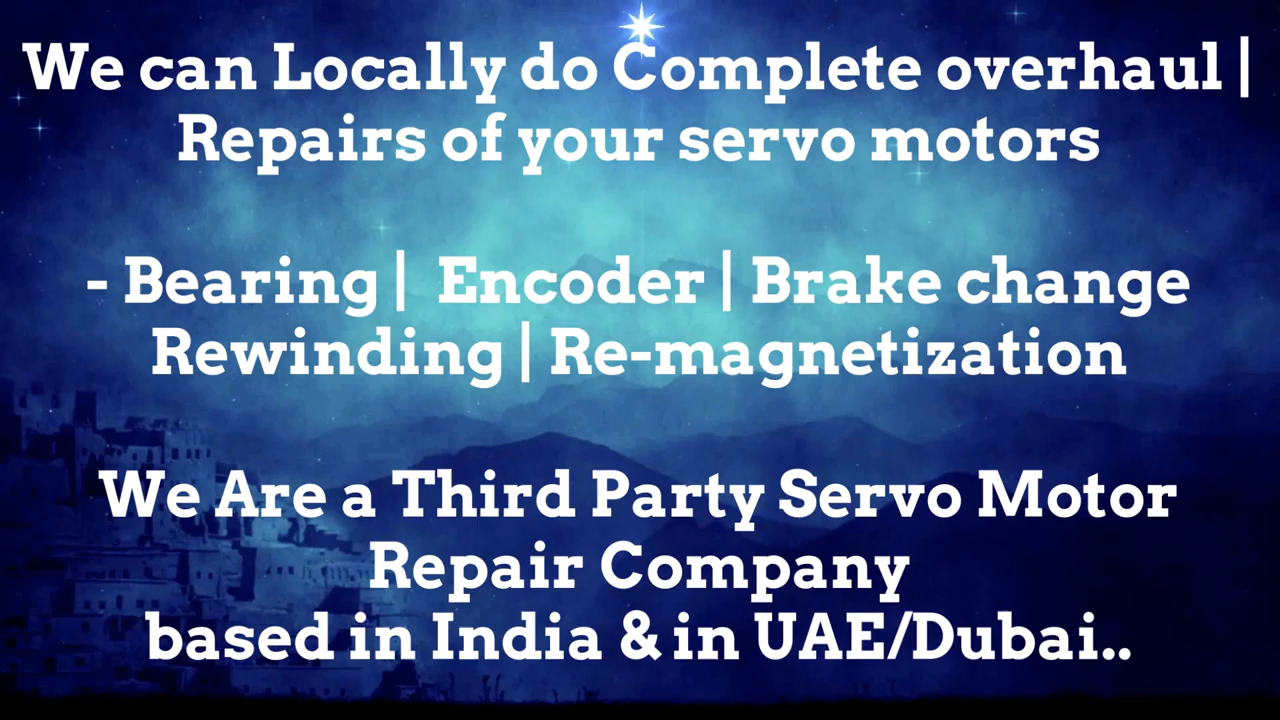 We can Locally do Complete overhaul |
Repairs of your servo motors
- Bearing | Encoder | Brake change
Rewinding | Re-magnetization
We Are a Third Party Servo Motor
Repair Company
based in India & in UAE/Dubai..